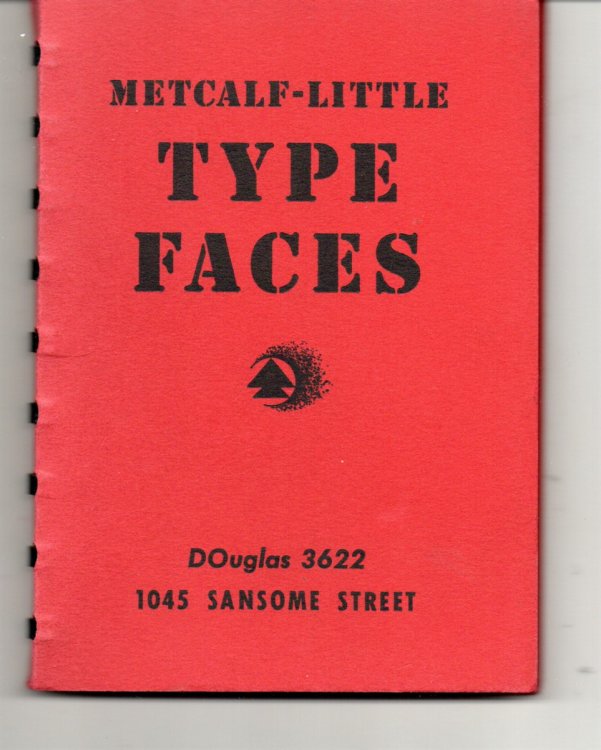 METCALF-LITTLE
TYPE
FACES
DOuglas 3622
1045 SANSOME STREET